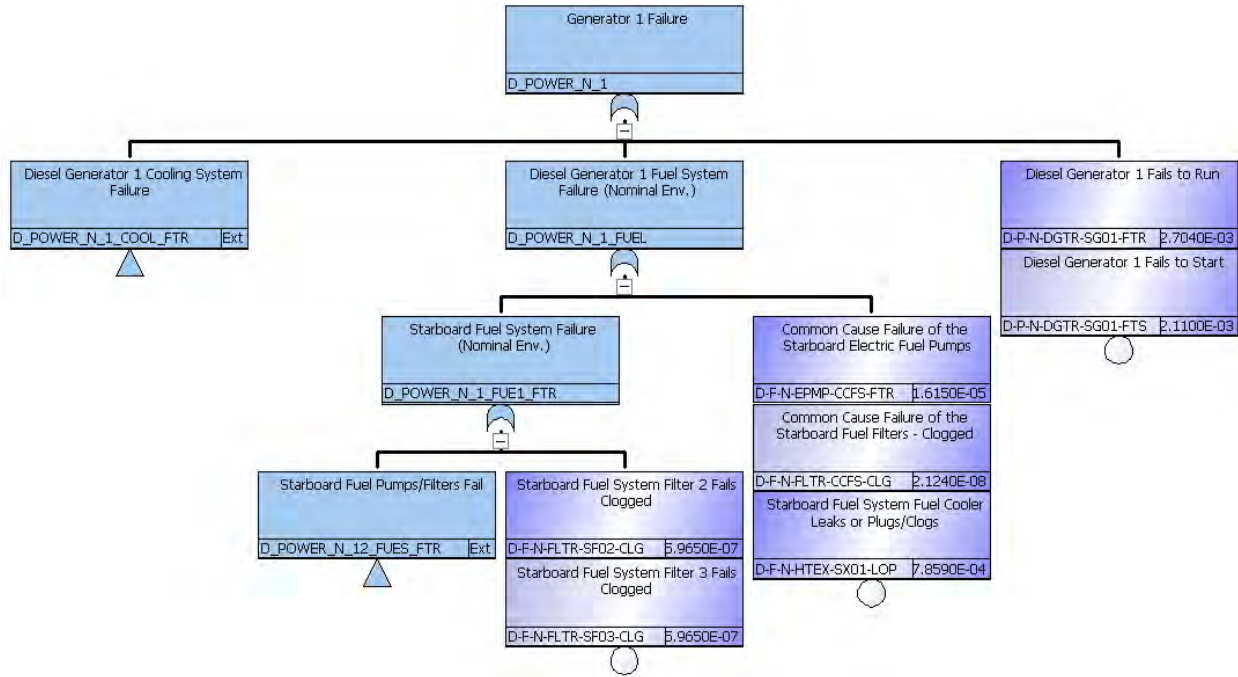 Generator 1 Failure
D_POWER_N_1
Diesel Generator 1 Cooling System
Failure
D_POWER_N_1_COOL_FTR Ext
Diesel Generator 1 Fuel System
Failure (Nominal Env.)
D_POWER_N_1_FUEL
Diesel Generator 1 Fails to Run
D-P-N-DGTR-SG01-FTR 2.7040E-03
Diesel Generator 1 Fails to Start
D-P-N-DGTR-SG01-FTS 2.1100E-03
Starboard Fuel System Failure
(Nominal Env.)
D_POWER_N_1_FUE1_FTR
Common Cause Failure of the
Starboard Electric Fuel Pumps
D-F-N-EPMP-CCFS-FTR 1.6150E-05
Common Cause Failure of the
Starboard Fuel Filters - Clogged
D-F-N-FLTR-CCFS-CLG 2.1240E-08
Starboard Fuel System Fuel Cooler
Leaks or Plugs/Clogs
D-F-N-HTEX-SX01-LOP 7.8590E-04
Starboard Fuel Pumps/Filters Fail
D_POWER_N_12_FUES_FTR Ext
Starboard Fuel System Filter 2 Fails
Clogged
D-F-N-FLTR-SF02-CLG 5.9650E-07
Starboard Fuel System Filter 3 Fails
Clogged
D-F-N-FLTR-SF03-CLG 5.9650E-07